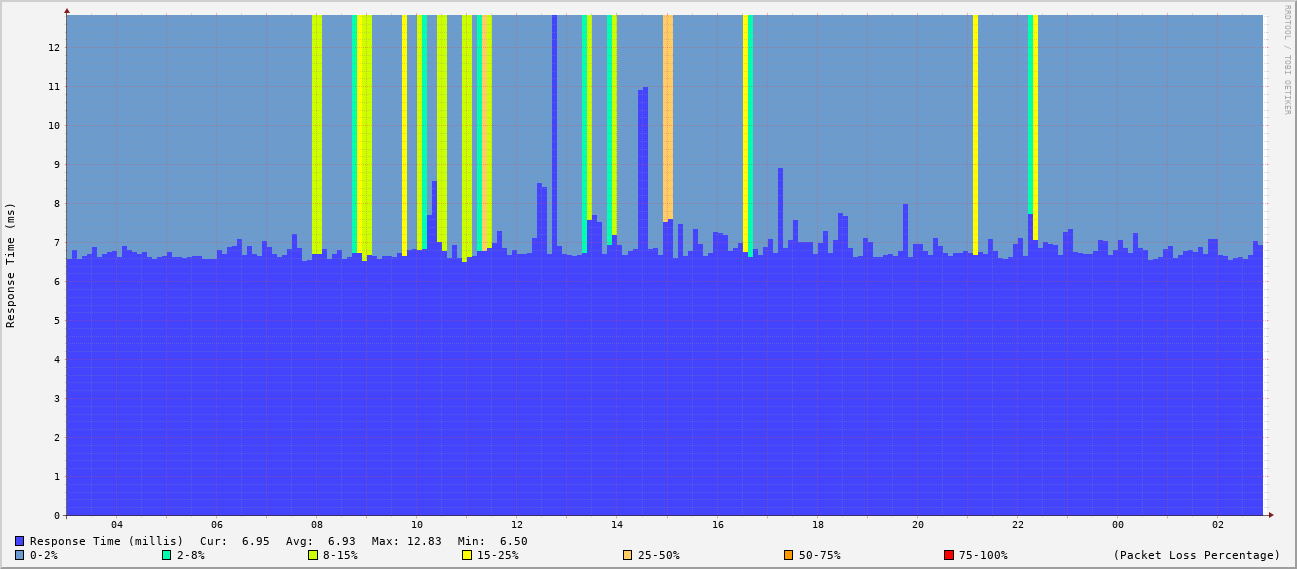 RRDTOOL / TOBI OETIKER
Response Time (ms)
12
11
10
9
8
7
6
5
4
3
2
1
0
04 06 08 10 12 14 16 18 20 22 00 02
Response Time (millis) Cur: 6.95 Avg: 6.93 Max: 12.83 Min: 6.50
0-2% 2-8% 8-15% 15-25% 25-50% 50-75% 75-100% (Packet Loss Percentage)